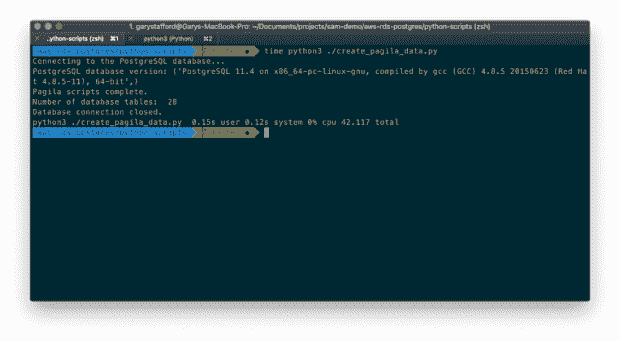 1. garystafford@Garys-MacBook-Pro: ~/Documents/projects/sam-demo/aws-rds-postgres/python-scripts (zsh)
..ython-scripts (zsh) ⌘1 × python3 (Python) ⌘2
time python3 ./create_pagila_data.py
Connecting to the PostgreSQL database...
PostgreSQL database version: ('PostgreSQL 11.4 on x86_64-pc-linux-gnu, compiled by gcc (GCC) 4.8.5 20150623 (Red Ha
t 4.8.5-11), 64-bit',)
Pagila scripts complete.
Number of database tables: 28
Database connection closed.
python3 ./create_pagila_data.py 0.15s user 0.12s system 0% cpu 42.117 total